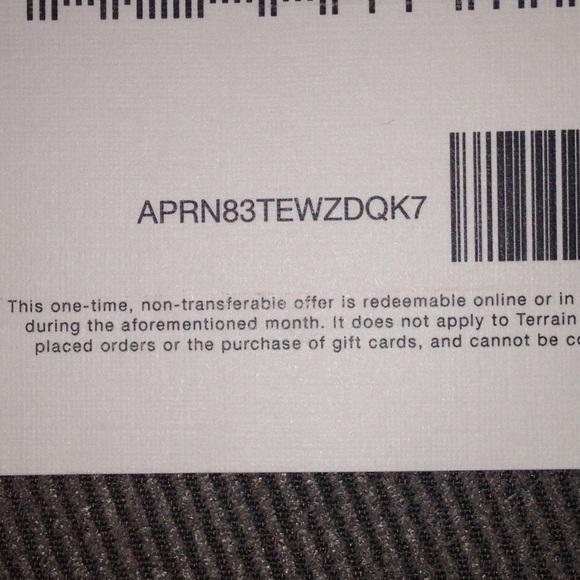 APRN83TEWZDQK7
This one-time, non-transferable offer is redeemable online or in
during the aforementioned month. It does not apply to Terrain
placed orders or the purchase of gift cards, and cannot be